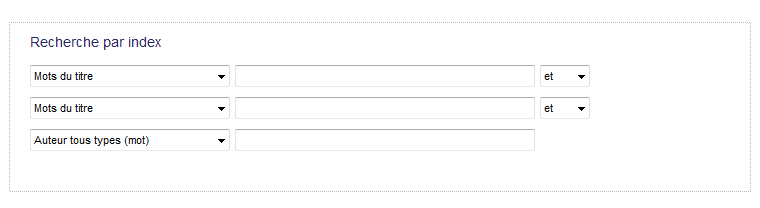 Recherche par index
Mots du titre et
Mots du titre et
Auteur tous types (mot)